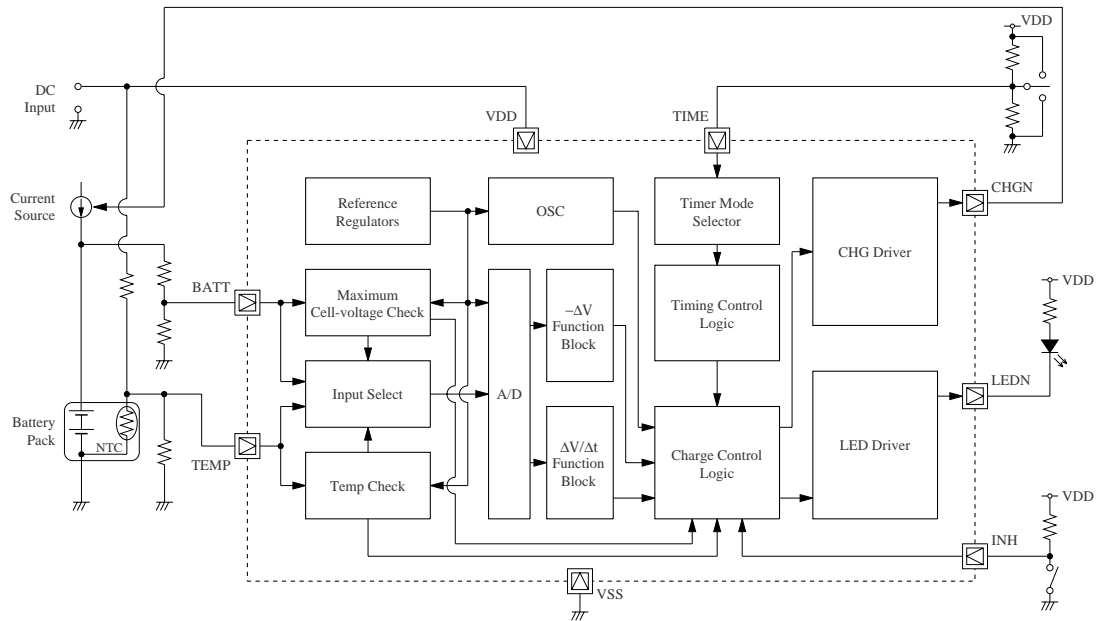 VDD
DC
Input
VDD
TIME
Current
Source
Reference
Regulators
OSC
Timer Mode
Selector
CHG Driver
CHGN
BATT
Maximum
Cell-voltage Check
−ΔV
Function
Block
Timing Control
Logic
VDD
Input Select
A/D
LEDN
Battery
Pack
NTC
TEMP
Temp Check
ΔV/Δt
Function
Block
Charge Control
Logic
LED Driver
VDD
INH
VSS